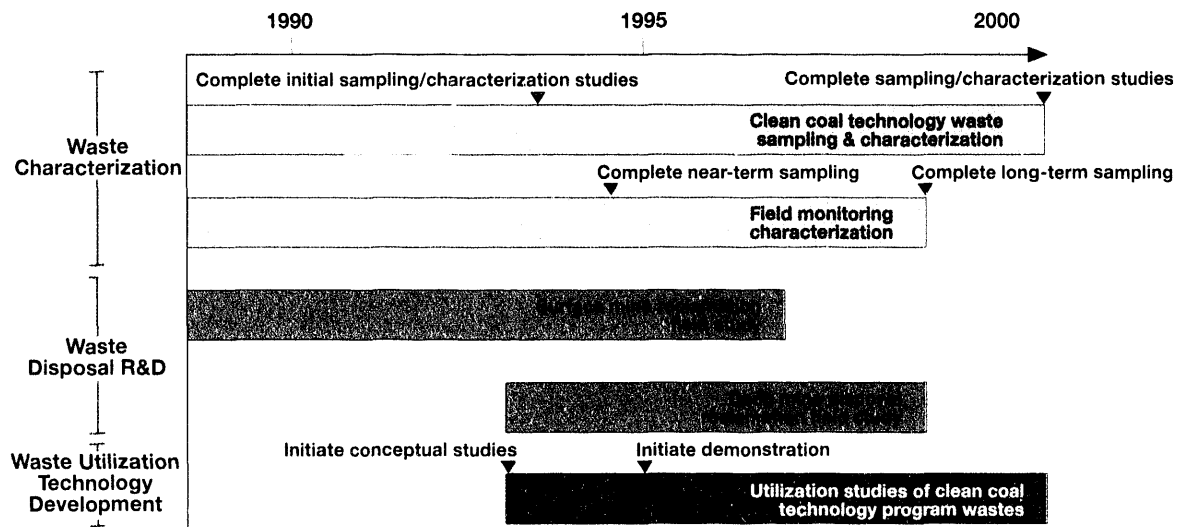 1990 1995 2000
Complete initial sampling/characterization studies
Complete sampling/characterization studies
Waste
Characterization
Clean coal technology waste
sampling & characterization
Complete near-term sampling
Complete long-term sampling
Field monitoring
characterization
Waste
Disposal R&D
Waste Utilization
Technology
Development
Initiate conceptual studies
Initiate demonstration
Utilization studies of clean coal
technology program wastes